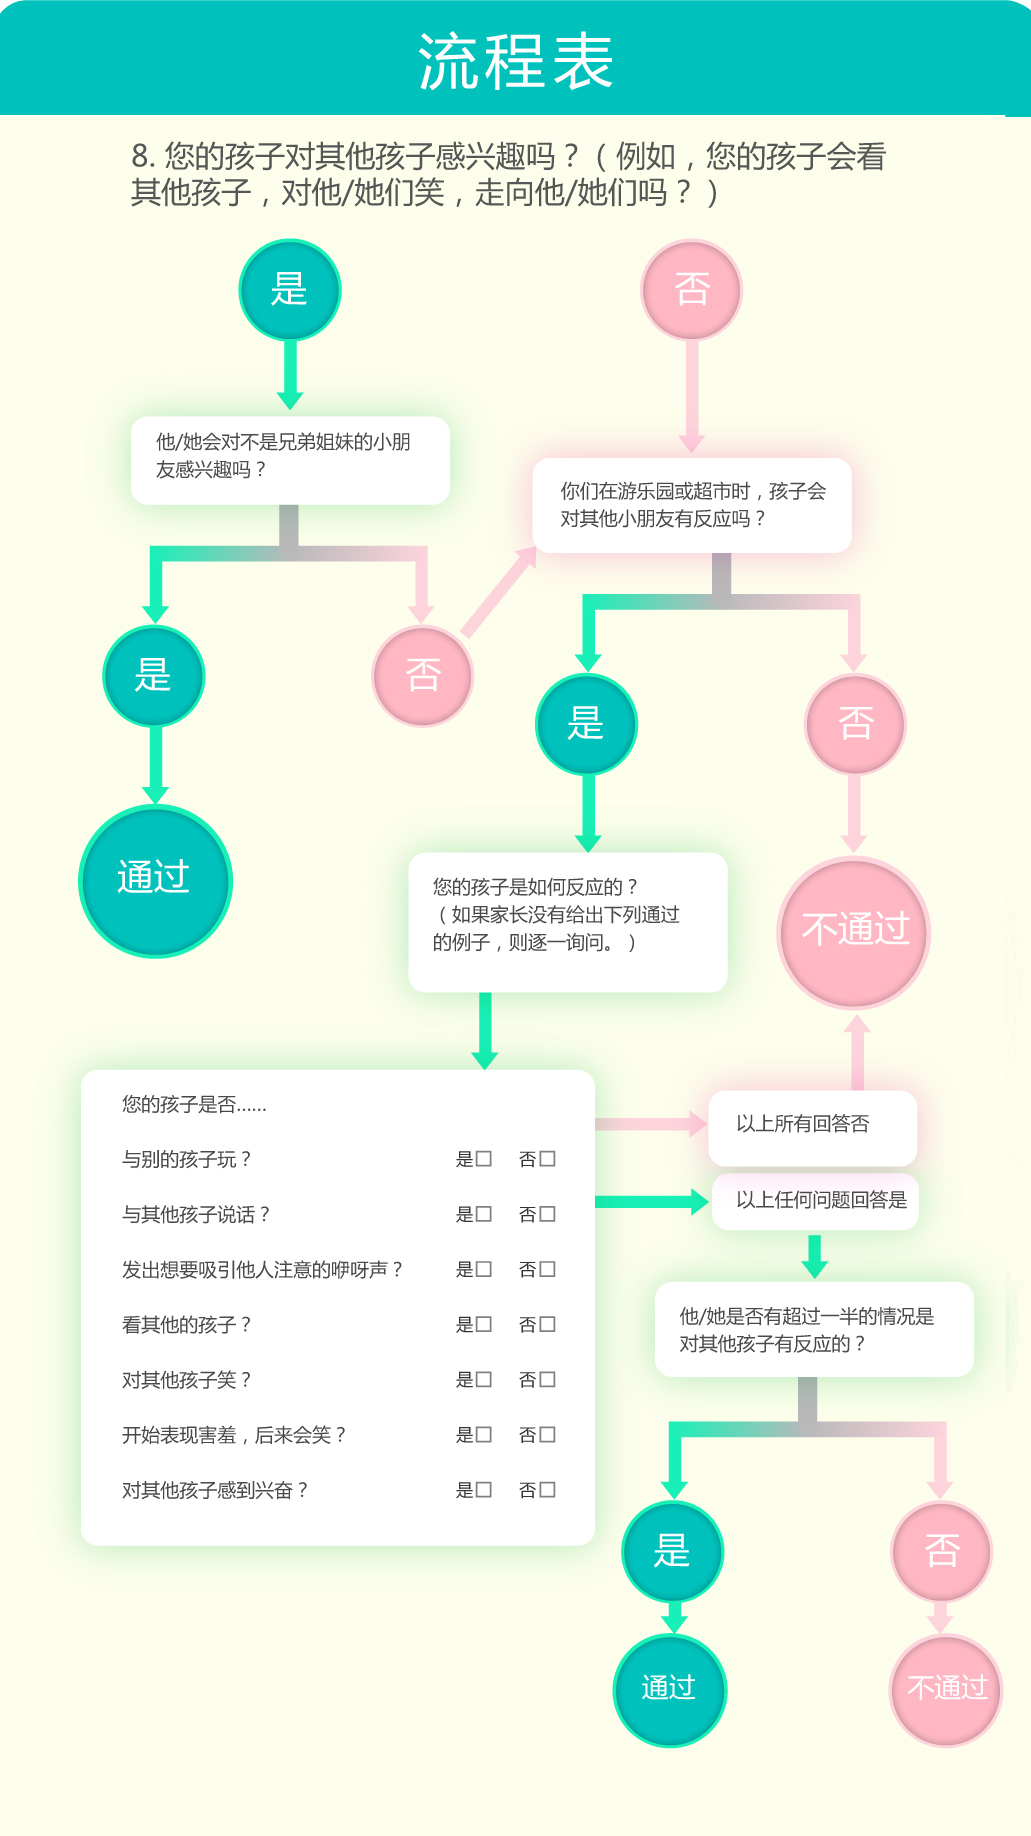 流程表
8. 您的孩子对其他孩子感兴趣吗？（例如，您的孩子会看
其他孩子，对他/她们笑，走向他/她们吗？）
是
否
他/她会对不是兄弟姐妹的小朋
友感兴趣吗？
你们在游乐园或超市时，孩子会
对其他小朋友有反应吗？
是
否
是
否
通过
您的孩子是如何反应的？
（如果家长没有给出下列通过
的例子，则逐一询问。）
不通过
您的孩子是否……
与别的孩子玩？ 是□ 否□
与其他孩子说话？ 是□ 否□
发出想要吸引他人注意的咿呀声？ 是□ 否□
看其他的孩子？ 是□ 否□
对其他孩子笑？ 是□ 否□
开始表现害羞，后来会笑？ 是□ 否□
对其他孩子感到兴奋？ 是□ 否□
以上所有回答否
以上任何问题回答是
他/她是否有超过一半的情况是
对其他孩子有反应的？
是
否
通过
不通过